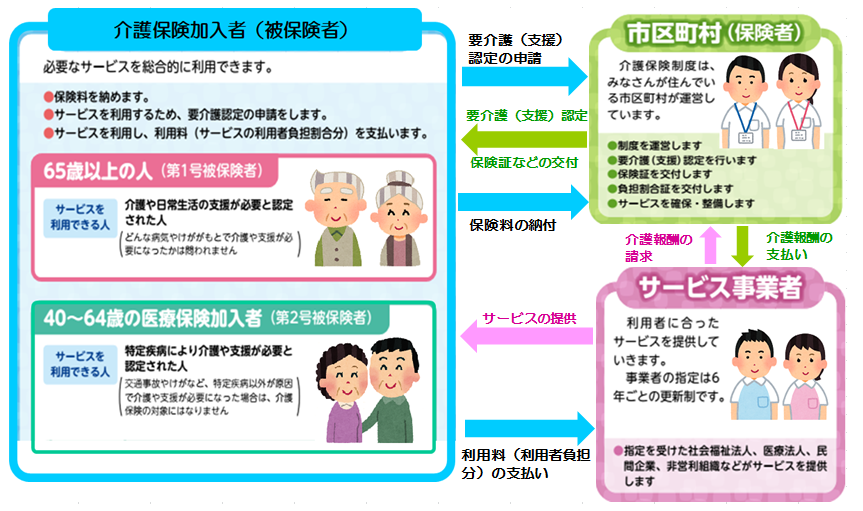 介護保険加入者（被保険者）
必要なサービスを総合的に利用できます。
●保険料を納めます。
●サービスを利用するため、要介護認定の申請をします。
●サービスを利用し、利用料（サービスの利用者負担割合分）を支払います。
65歳以上の人（第1号被保険者）
サービスを
利用できる人
介護や日常生活の支援が必要と認定
された人
（どんな病気やけががもとで介護や支援が必
要になったかは問われません）
40～64歳の医療保険加入者（第2号被保険者）
サービスを
利用できる人
特定疾病により介護や支援が必要と
認定された人
（交通事故やけがなど、特定疾病以外が原因
で介護や支援が必要になった場合は、介護
保険の対象にはなりません）
要介護（支援）
認定の申請
要介護（支援）認定
保険証などの交付
保険料の納付
サービスの提供
利用料（利用者負担
分）の支払い
市区町村（保険者）
介護保険制度は、
みなさんが住んでい
る市区町村が運営し
ています。
●制度を運営します
●要介護（支援）認定を行います
●保険証を交付します
●負担割合証を交付します
●サービスを確保・整備します
介護報酬の
請求
介護報酬の
支払い
サービス事業者
利用者に合った
サービスを提供して
いきます。
事業者の指定は6
年ごとの更新制です。
●指定を受けた社会福祉法人、医療法人、民
間企業、非営利組織などがサービスを提供
します